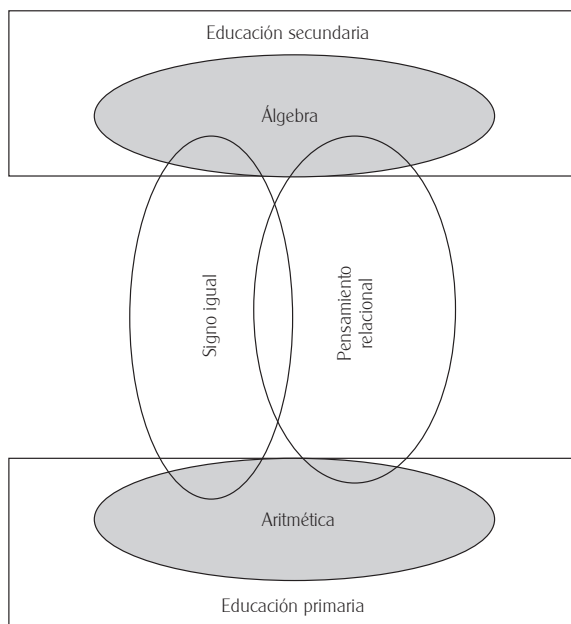 Educación secundaria
Álgebra
Signo igual
Pensamiento
relacional
Aritmética
Educación primaria